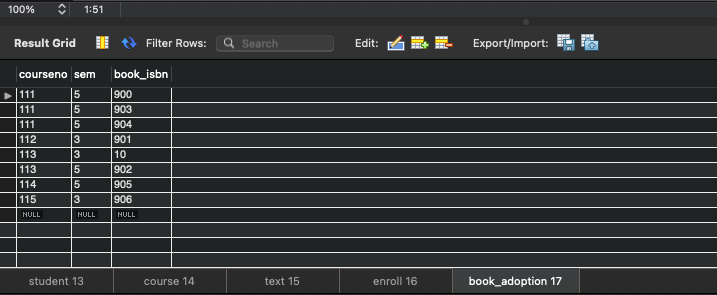 100% 1:51
Result Grid Filter Rows: Search Edit: Export/Import:
courseno sem book_isbn
111 5 900
111 5 903
111 5 904
112 3 901
113 3 10
113 5 902
114 5 905
115 3 906
NULL NULL NULL
student 13 course 14 text 15 enroll 16 book_adoption 17